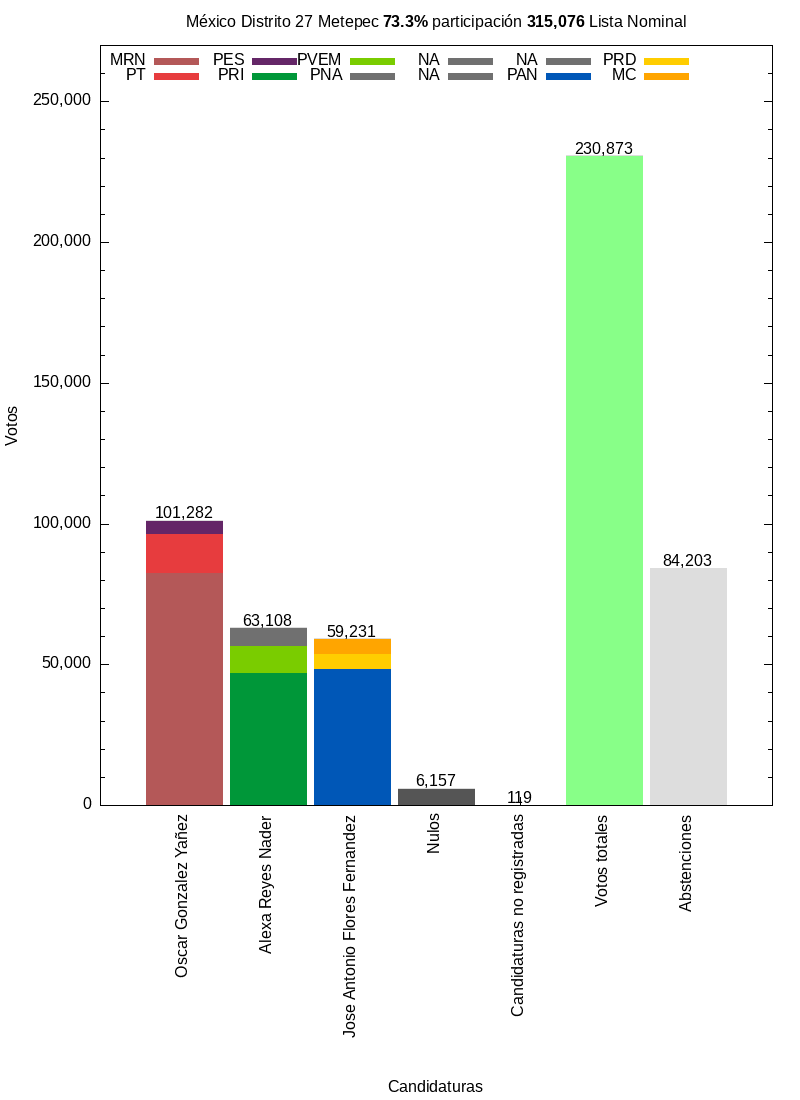 México Distrito 27 Metepec 73.3% participación 315,076 Lista Nominal
MRN PES PVEM NA NA PRD
PT PRI PNA NA PAN MC
250,000
200,000
150,000
100,000
50,000
0
Votos
101,282
63,108
59,231
6,157
119
230,873
84,203
Oscar Gonzalez Yañez
Alexa Reyes Nader
Jose Antonio Flores Fernandez
Nulos
Candidaturas no registradas
Votos totales
Abstenciones
Candidaturas